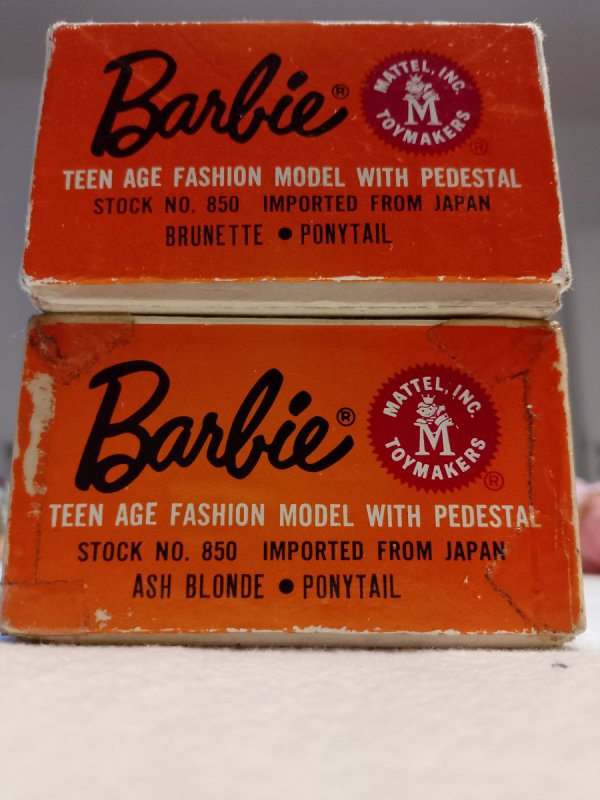 Barbie®
MATTEL, INC.
M
TOYMAKERS
®
TEEN AGE FASHION MODEL WITH PEDESTAL
STOCK NO. 850 IMPORTED FROM JAPAN
BRUNETTE • PONYTAIL
Barbie®
MATTEL, INC.
M
TOYMAKERS
®
TEEN AGE FASHION MODEL WITH PEDESTAL
STOCK NO. 850 IMPORTED FROM JAPAN
ASH BLONDE • PONYTAIL